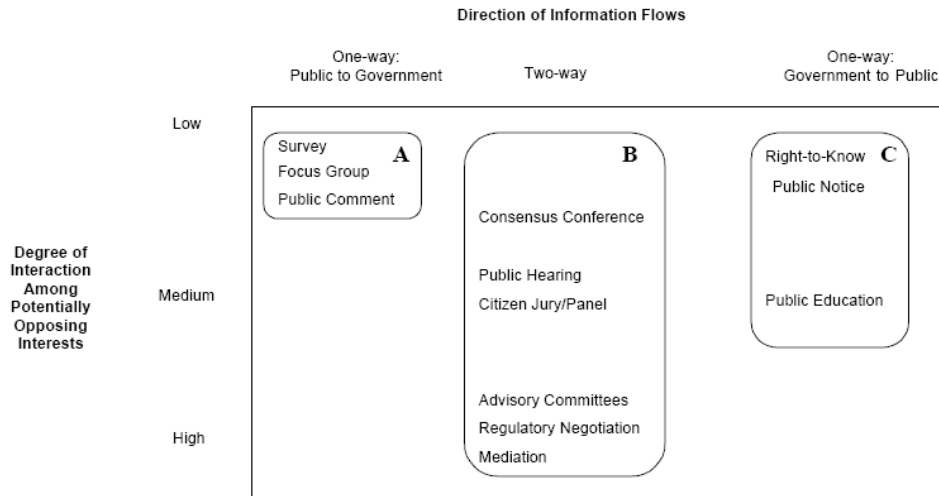 Direction of Information Flows
One-way:
Public to Government
Two-way
One-way:
Government to Public
Low
Survey
A
Focus Group
Public Comment
B
Right-to-Know
C
Public Notice
Consensus Conference
Degree of
Interaction
Among
Potentially
Opposing
Interests
Medium
Public Hearing
Citizen Jury/Panel
Public Education
High
Advisory Committees
Regulatory Negotiation
Mediation